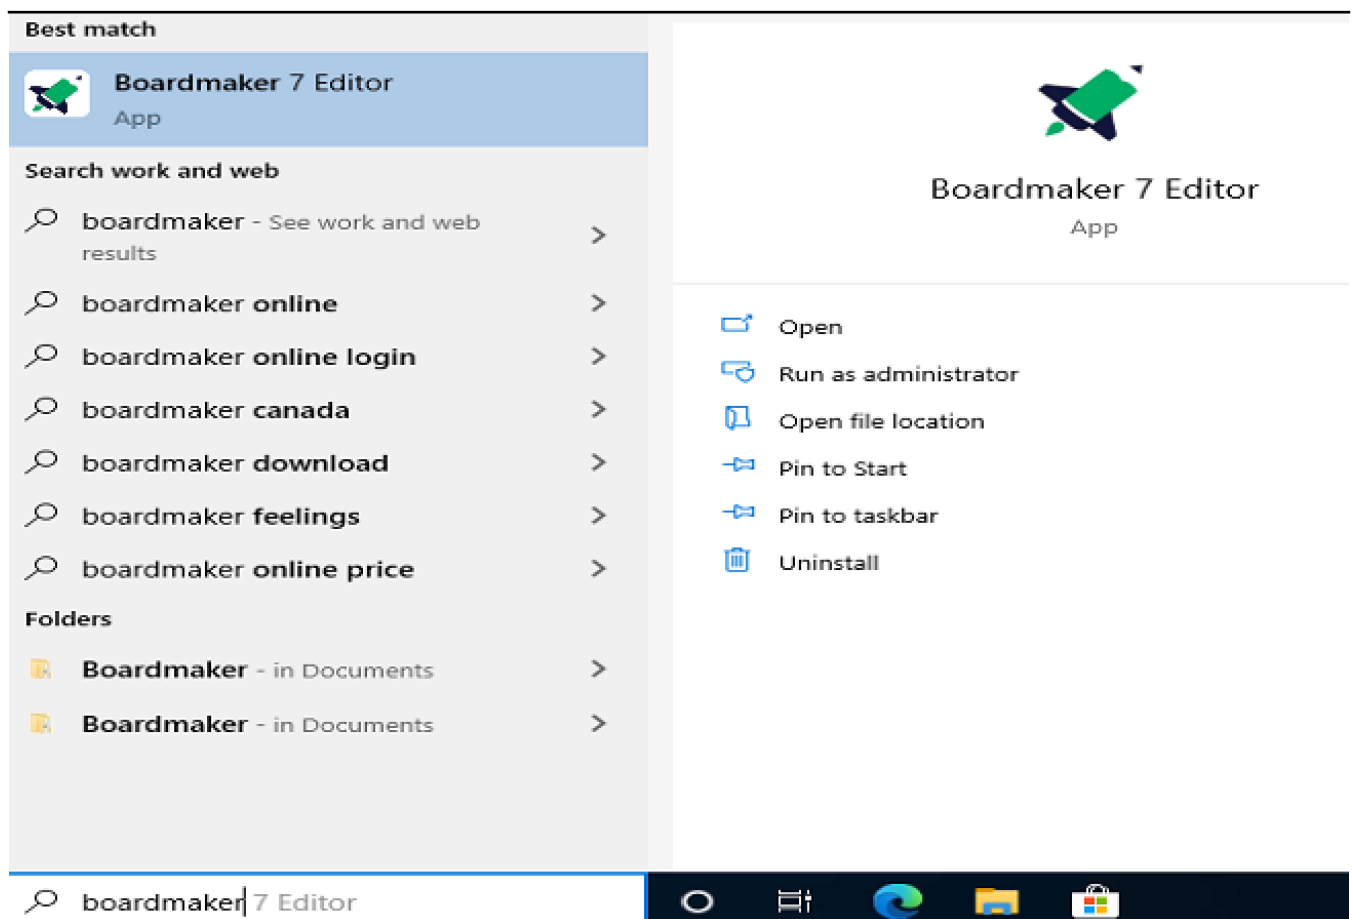 Best match
Boardmaker 7 Editor
App
Search work and web
boardmaker - See work and web
results
boardmaker online
boardmaker online login
boardmaker canada
boardmaker download
boardmaker feelings
boardmaker online price
Folders
Boardmaker - in Documents
Boardmaker - in Documents
boardmaker 7 Editor
Boardmaker 7 Editor
App
Open
Run as administrator
Open file location
Pin to Start
Pin to taskbar
Uninstall